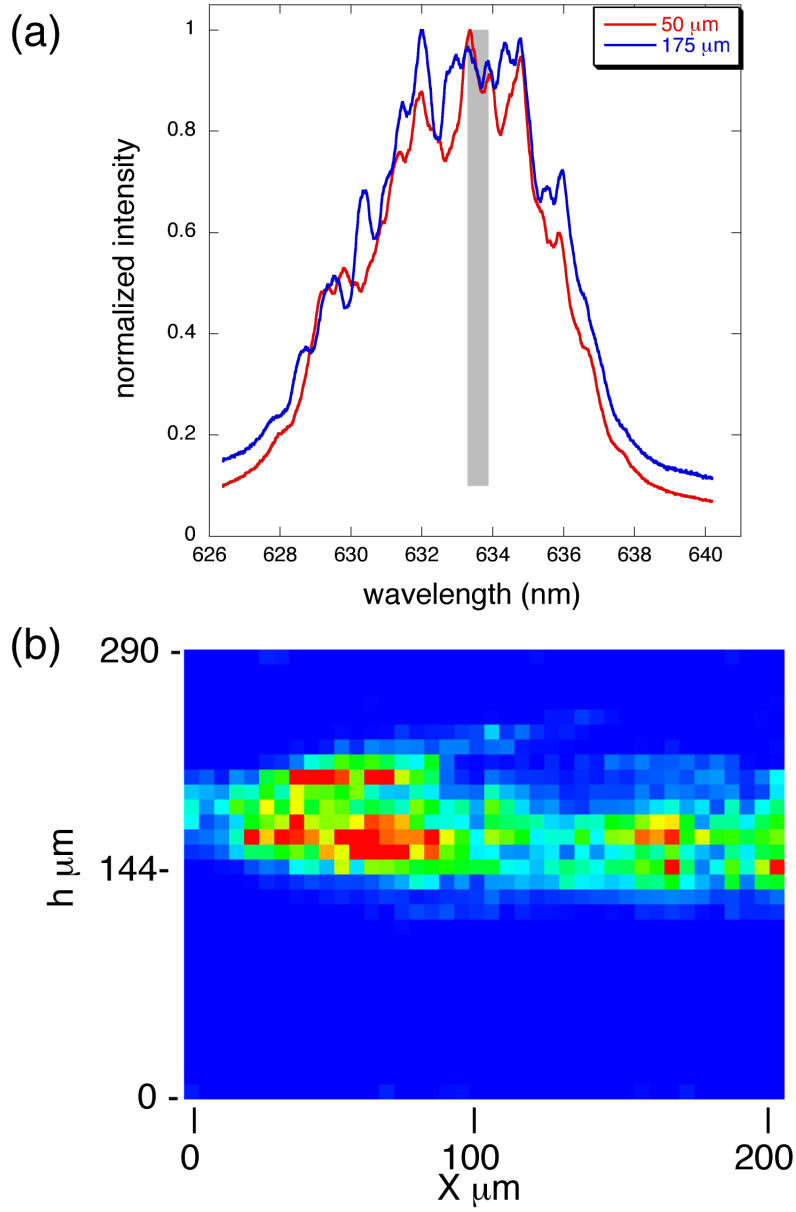 (a)
50 μm
175 μm
1
0.8
0.6
0.4
0.2
0
normalized intensity
626 628 630 632 634 636 638 640
wavelength (nm)
(b)
290 -
144-
0 -
h μm
0 100 200
X μm